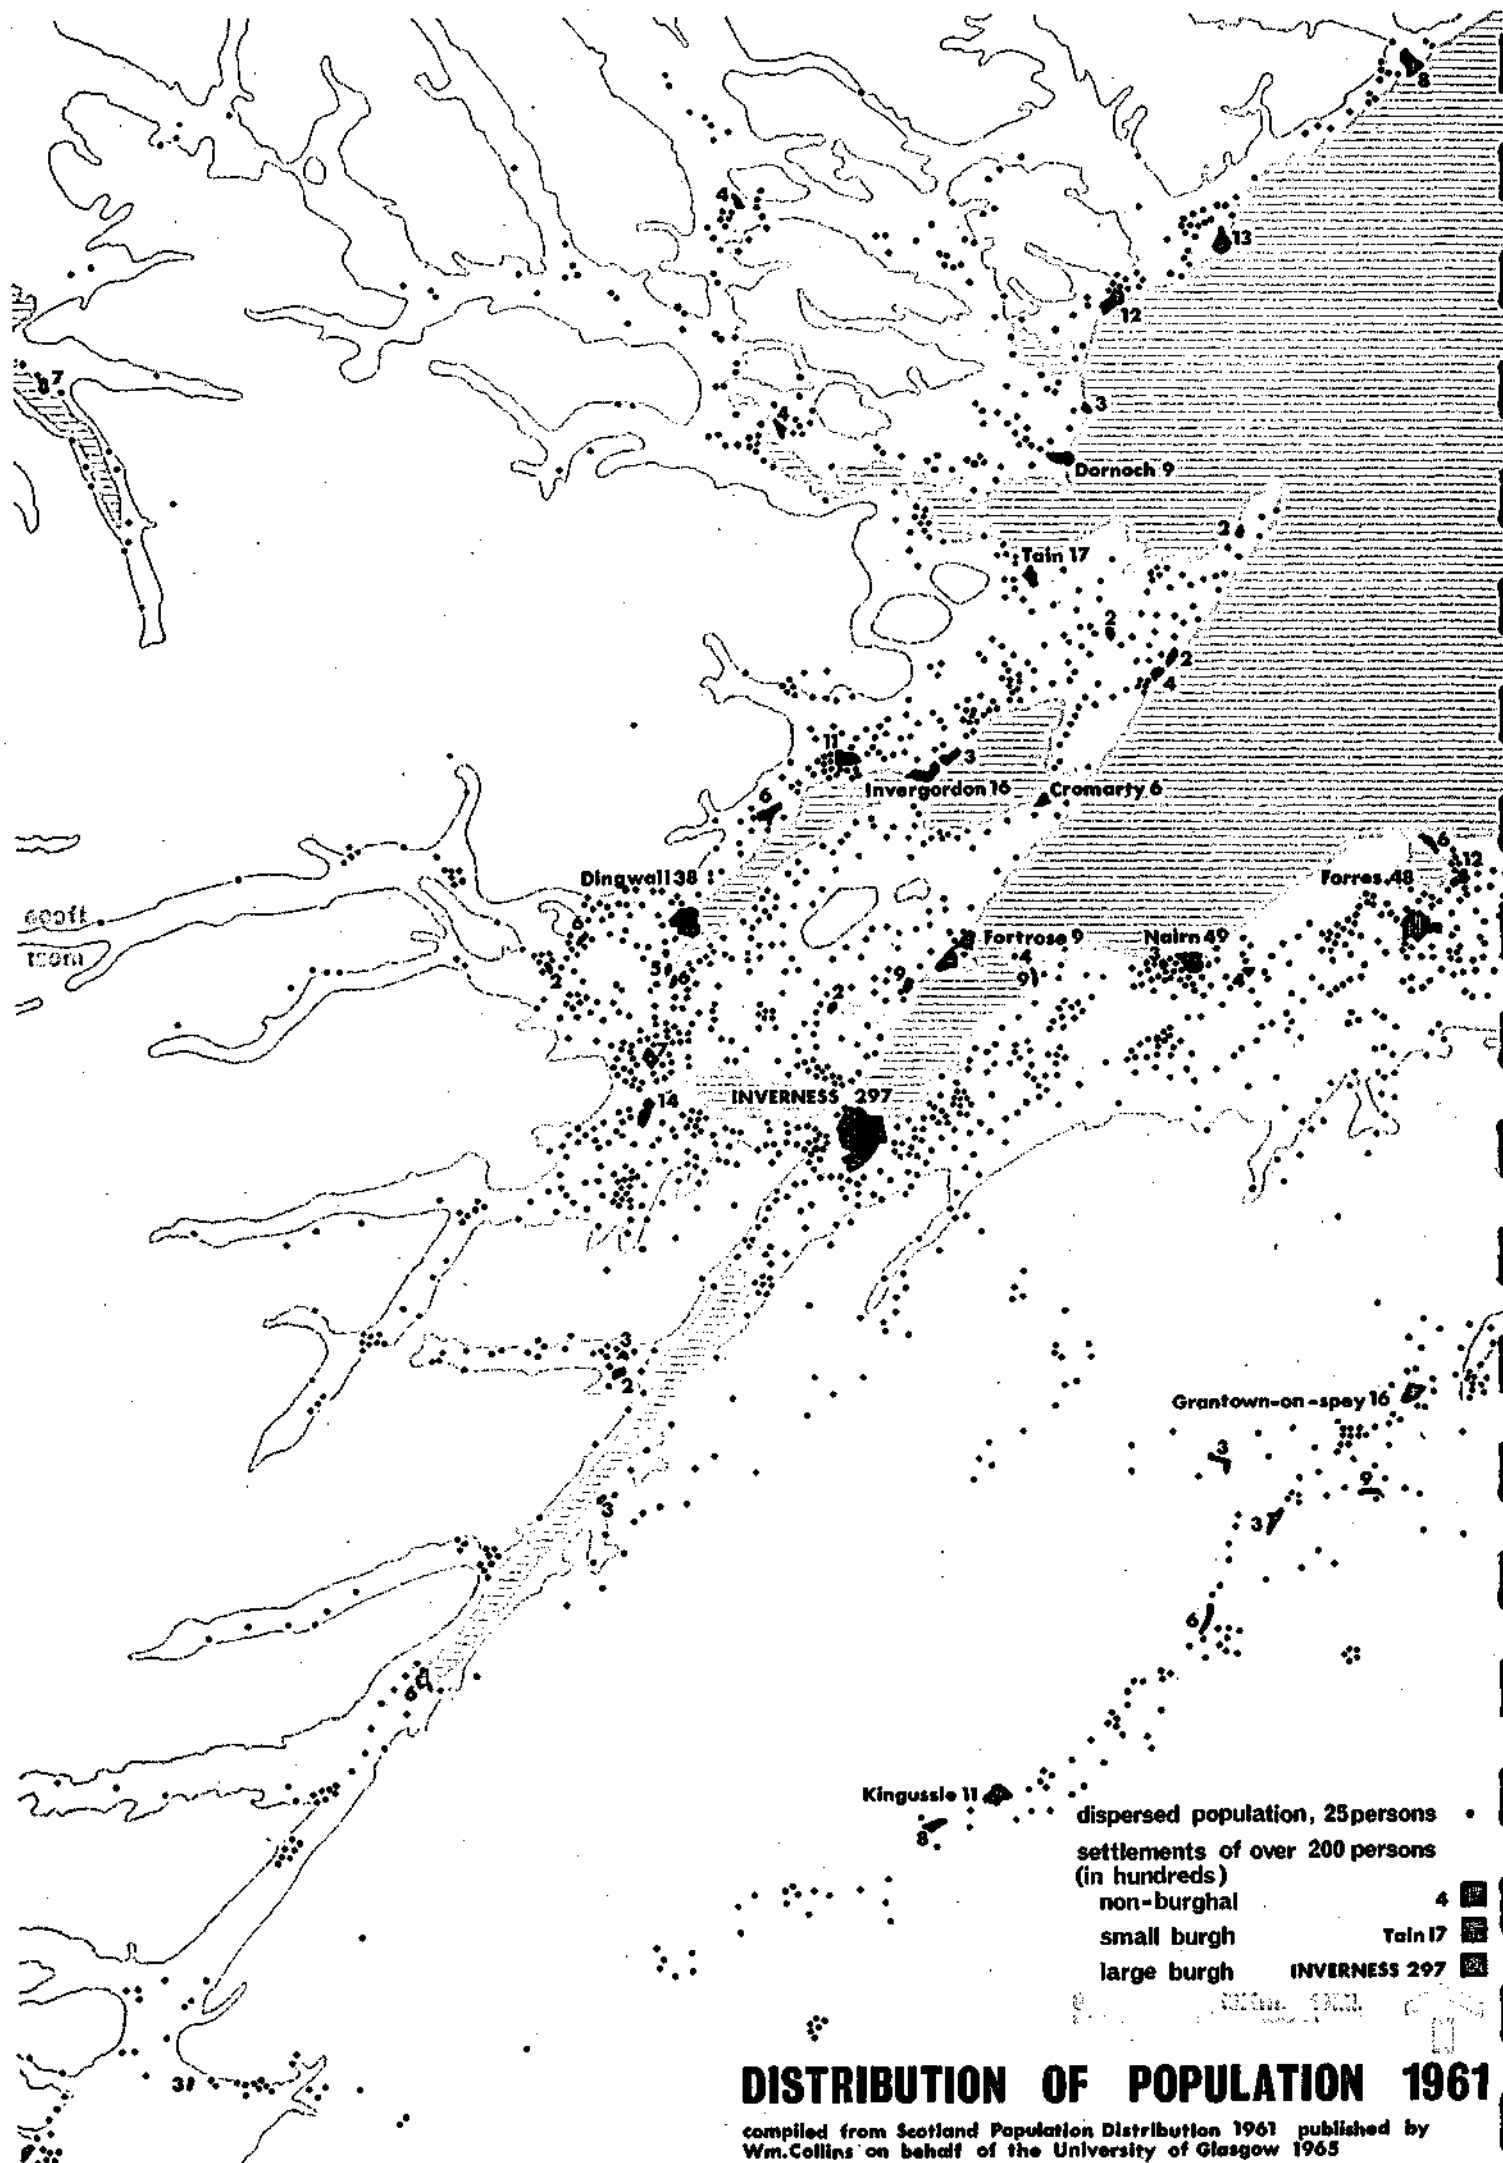 8
4
13
12
7
3
4
Dornoch 9
2
Tain 17
2
2
4
11
3
Invergordon 16
Cromarty 6
6
6
12
Dingwall 38
Forres 48
6
Fortrose 9
Nairn 49
4
3
5
6
9
9
4
2
2
7
INVERNESS 297
14
3
2
Grantown-on-spey 16
3
9
3
3
6
6
Kingussie 11
8
dispersed population, 25 persons
settlements of over 200 persons
(in hundreds)
non-burghal 4
small burgh Tain 17
large burgh INVERNESS 297
3
DISTRIBUTION OF POPULATION 1961
compiled from Scotland Population Distribution 1961 published by
Wm.Collins on behalf of the University of Glasgow 1965